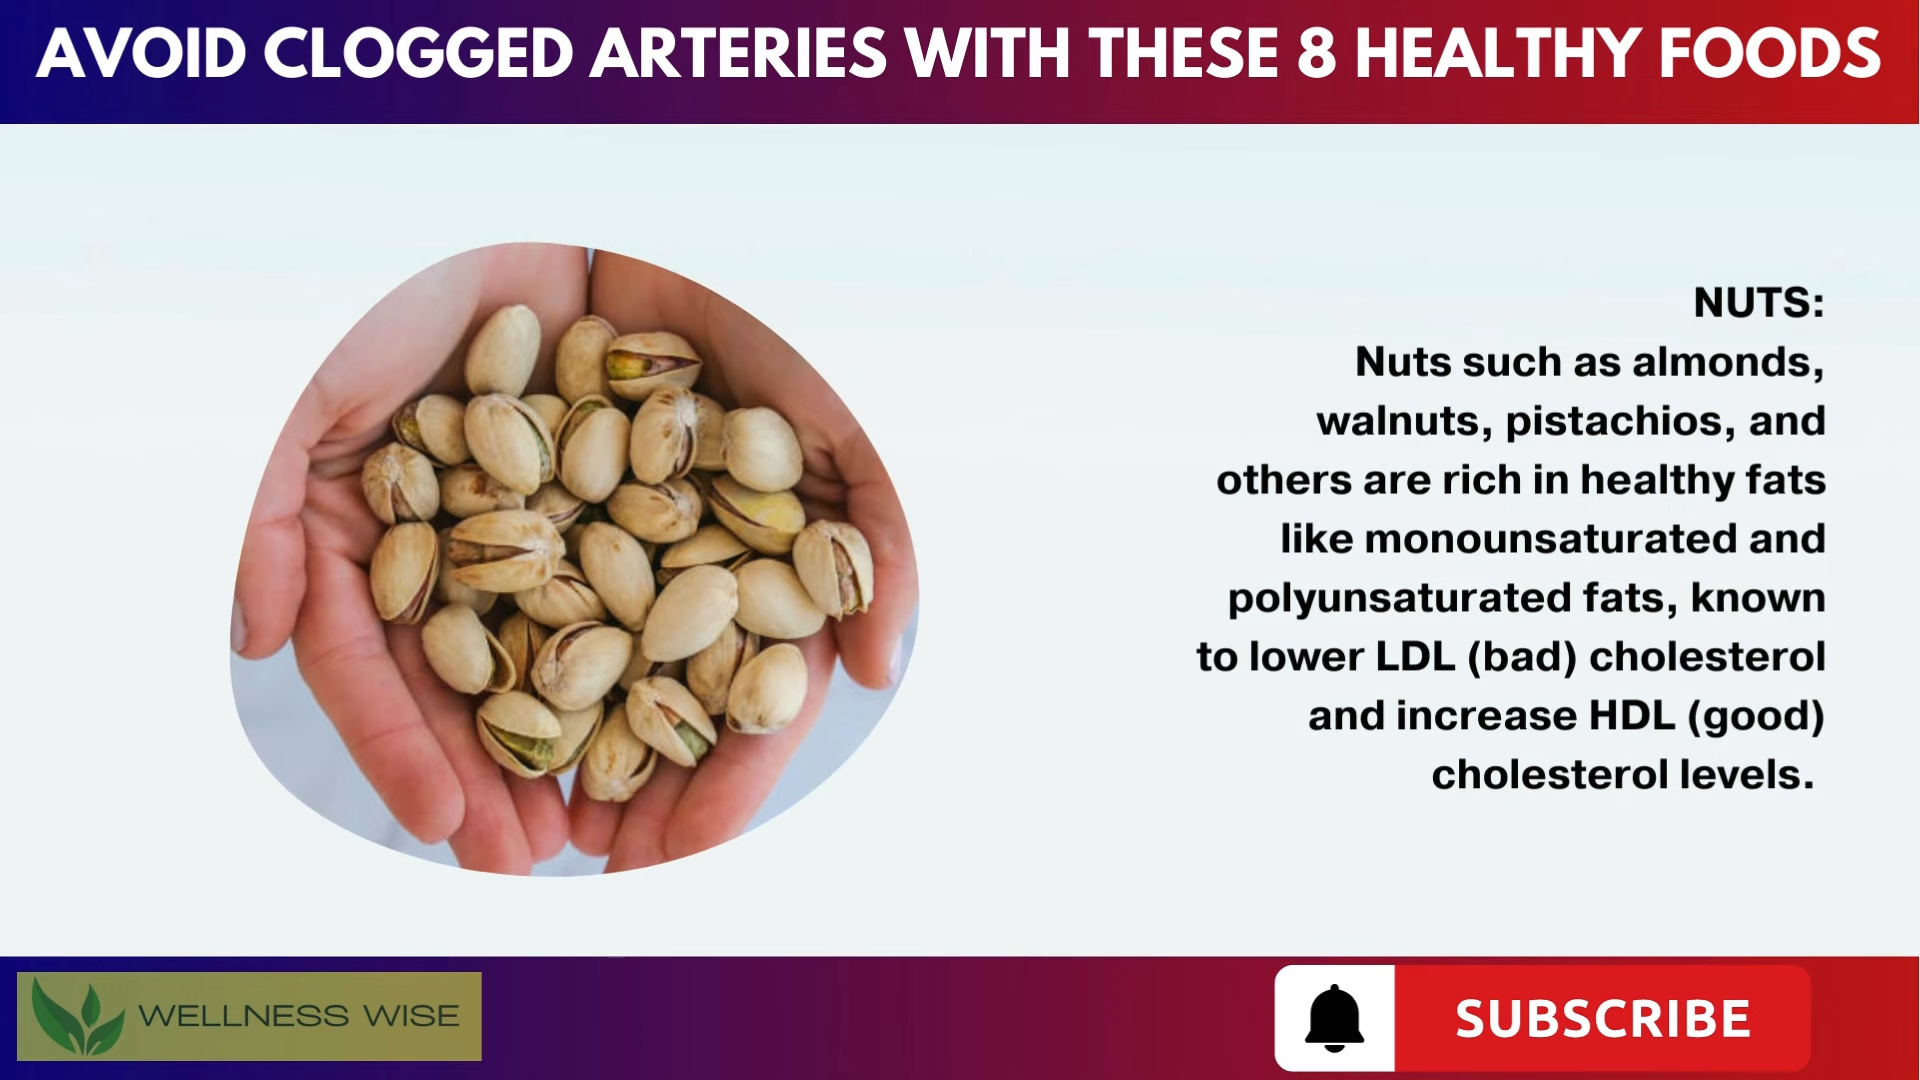 AVOID CLOGGED ARTERIES WITH THESE 8 HEALTHY FOODS
NUTS:
Nuts such as almonds,
walnuts, pistachios, and
others are rich in healthy fats
like monounsaturated and
polyunsaturated fats, known
to lower LDL (bad) cholesterol
and increase HDL (good)
cholesterol levels.
WELLNESS WISE
SUBSCRIBE